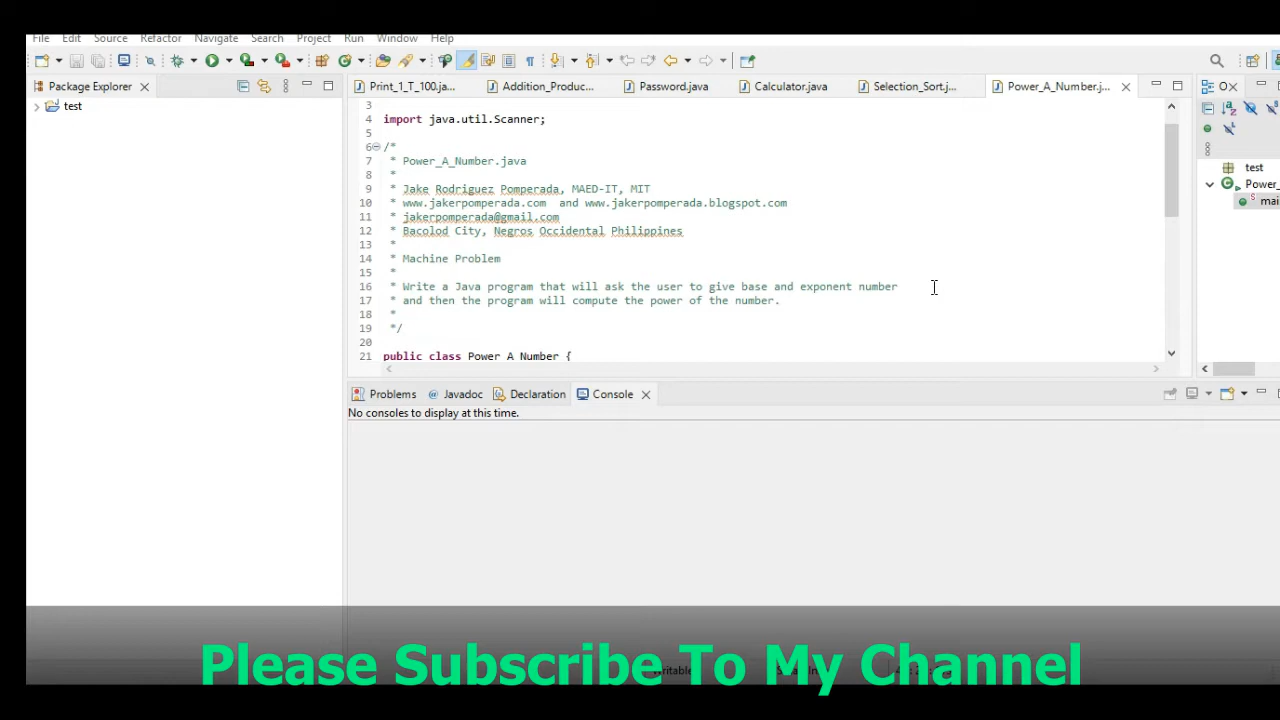 File Edit Source Refactor Navigate Search Project Run Window Help
Package Explorer
test
Print_1_T_100.ja... Addition_Produc... Password.java Calculator.java Selection_Sort.j... Power_A_Number.j...
3
4 import java.util.Scanner;
5
6 /*
7 * Power_A_Number.java
8 *
9 * Jake Rodriguez Pomperada, MAED-IT, MIT
10 * www.jakerpomperada.com and www.jakerpomperada.blogspot.com
11 * jakerpomperada@gmail.com
12 * Bacolod City, Negros Occidental Philippines
13 *
14 * Machine Problem
15 *
16 * Write a Java program that will ask the user to give base and exponent number
17 * and then the program will compute the power of the number.
18 *
19 */
20
21 public class Power A Number {
O
test
Power_
mai
Problems Javadoc Declaration Console
No consoles to display at this time.
Please Subscribe To My Channel